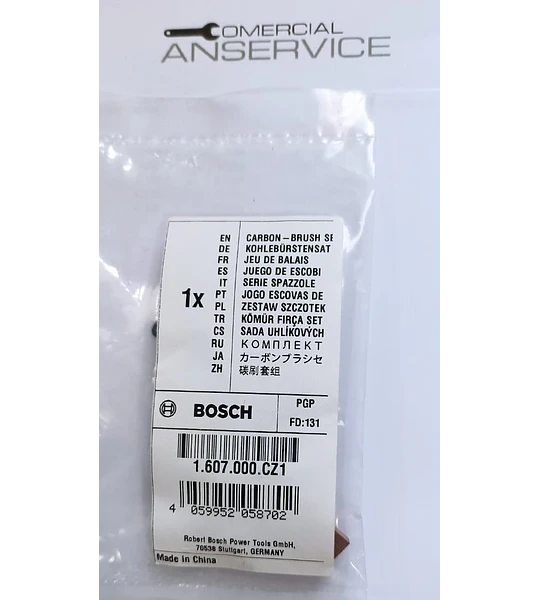 COMERCIAL
ANSERVICE
1x
EN CARBON-BRUSH SE
DE KOHLEBÜRSTENSAT
FR JEU DE BALAIS
ES JUEGO DE ESCOBI
IT SERIE SPAZZOLE
PT JOGO ESCOVAS DE
PL ZESTAW SZCZOTEK
TR KÖMÜR FIRÇA SET
CS SADA UHLÍKOVÝCH
RU КОМПЛЕКТ
JA カーボンブラシセ
ZH 碳刷套组
BOSCH
PGP
FD:131
1.607.000.CZ1
4 059952 058702
Robert Bosch Power Tools GmbH,
70538 Stuttgart, GERMANY
Made in China